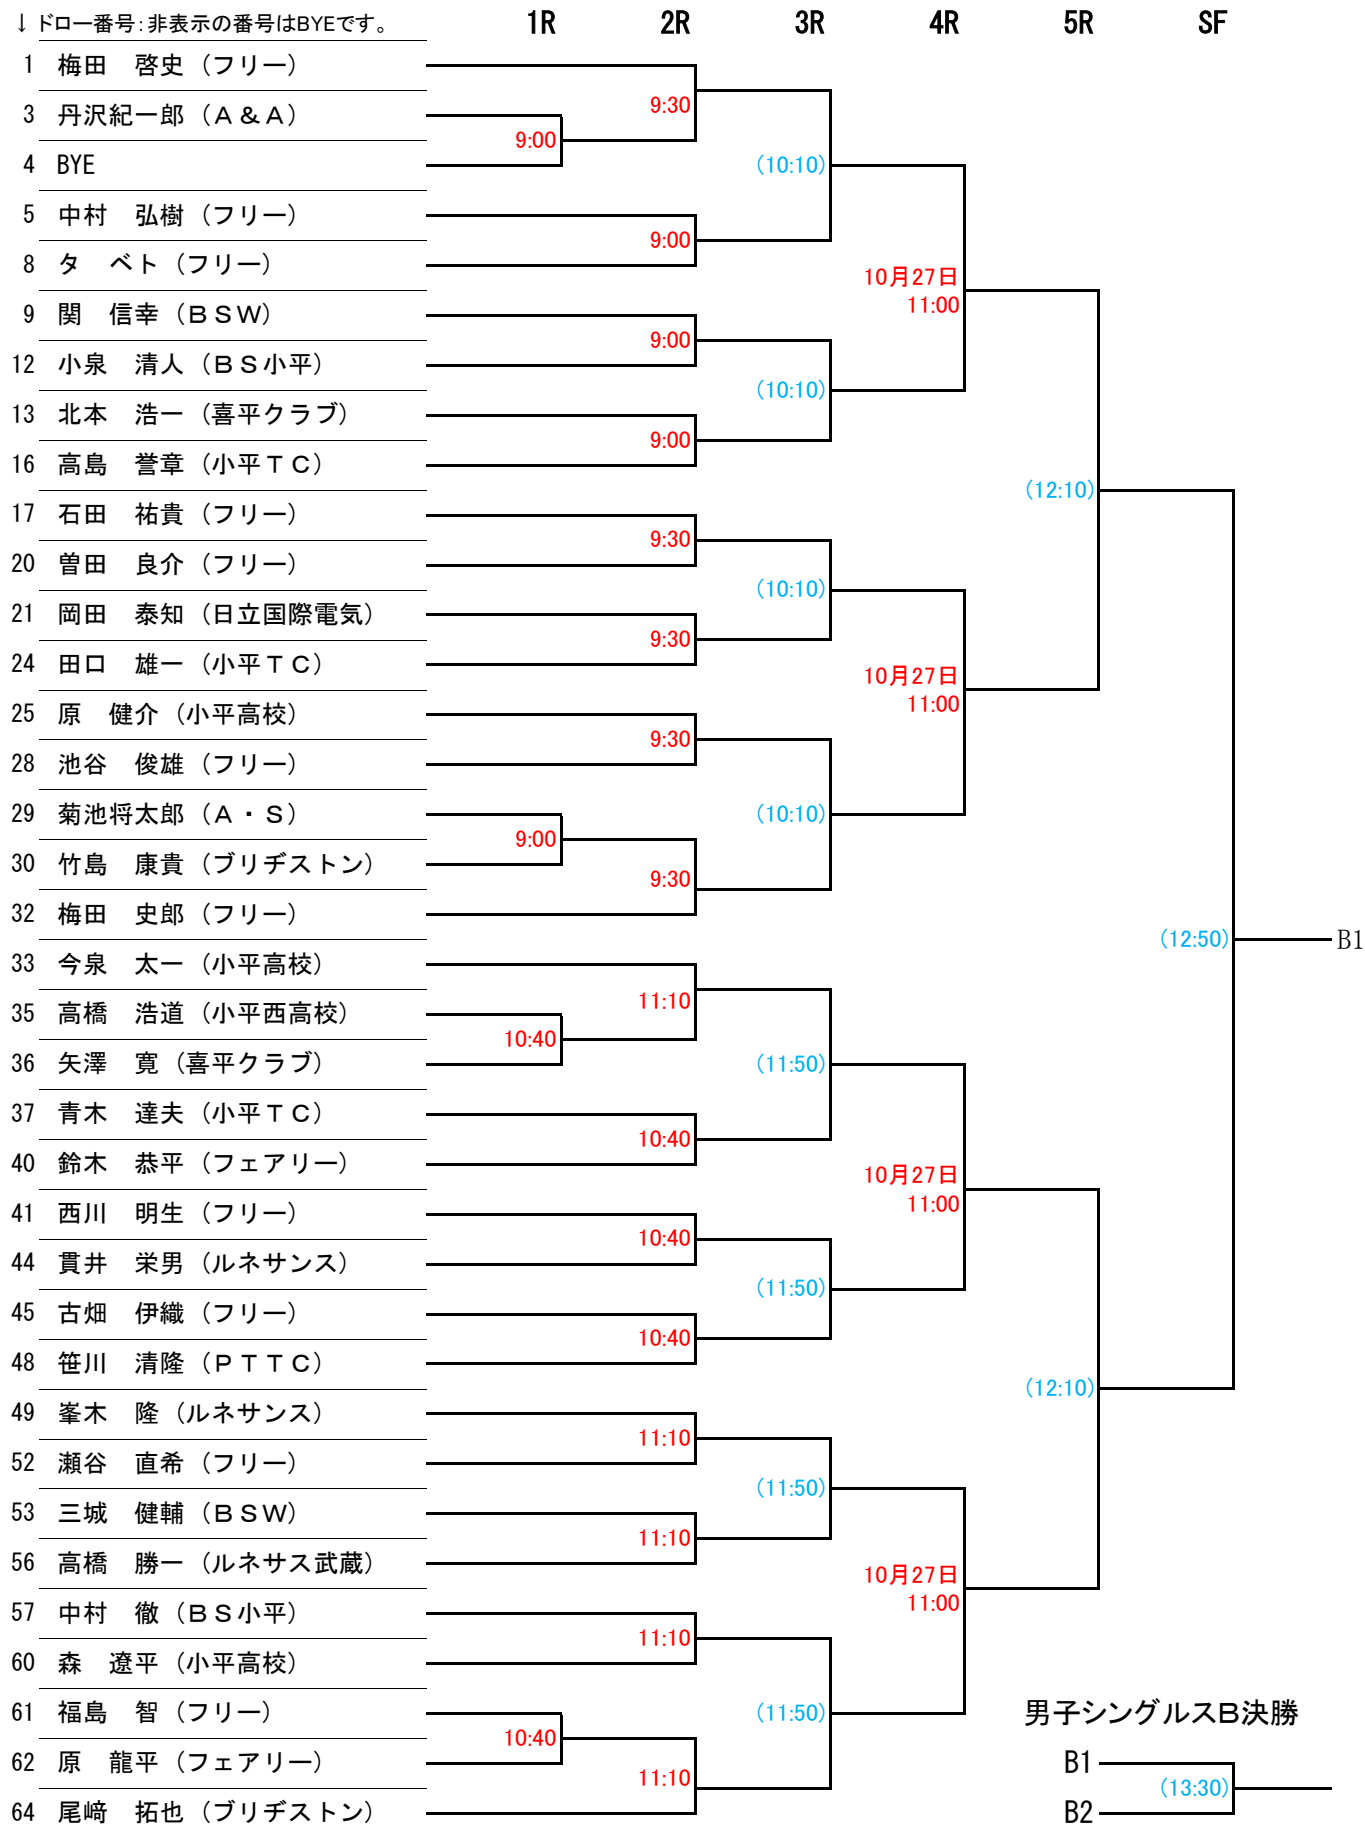 ↓ ドロー番号：非表示の番号はBYEです。 1R 2R 3R 4R 5R SF
1 梅田　啓史（フリー）
9:30
3 丹沢紀一郎（Ａ＆Ａ）
9:00
4 BYE
(10:10)
5 中村　弘樹（フリー）
9:00
8 タ　ベト（フリー）
10月27日
11:00
9 関　信幸（ＢＳＷ）
9:00
12 小泉　清人（ＢＳ小平）
(10:10)
13 北本　浩一（喜平クラブ）
9:00
16 高島　誉章（小平ＴＣ）
(12:10)
17 石田　祐貴（フリー）
9:30
20 曽田　良介（フリー）
(10:10)
21 岡田　泰知（日立国際電気）
9:30
24 田口　雄一（小平ＴＣ）
10月27日
11:00
25 原　健介（小平高校）
9:30
28 池谷　俊雄（フリー）
29 菊池将太郎（Ａ・Ｓ）
(10:10)
9:00
30 竹島　康貴（ブリヂストン）
9:30
32 梅田　史郎（フリー）
(12:50) B1
33 今泉　太一（小平高校）
11:10
35 高橋　浩道（小平西高校）
10:40
36 矢澤　寛（喜平クラブ）
(11:50)
37 青木　達夫（小平ＴＣ）
10:40
40 鈴木　恭平（フェアリー）
10月27日
11:00
41 西川　明生（フリー）
10:40
44 貫井　栄男（ルネサンス）
(11:50)
45 古畑　伊織（フリー）
10:40
48 笹川　清隆（ＰＴＴＣ）
(12:10)
49 峯木　隆（ルネサンス）
11:10
52 瀬谷　直希（フリー）
(11:50)
53 三城　健輔（ＢＳＷ）
11:10
56 高橋　勝一（ルネサス武蔵）
10月27日
11:00
57 中村　徹（ＢＳ小平）
11:10
60 森　遼平（小平高校）
61 福島　智（フリー）
(11:50)
男子シングルスB決勝
10:40
62 原　龍平（フェアリー）
B1
11:10
(13:30)
64 尾﨑　拓也（ブリヂストン）
B2